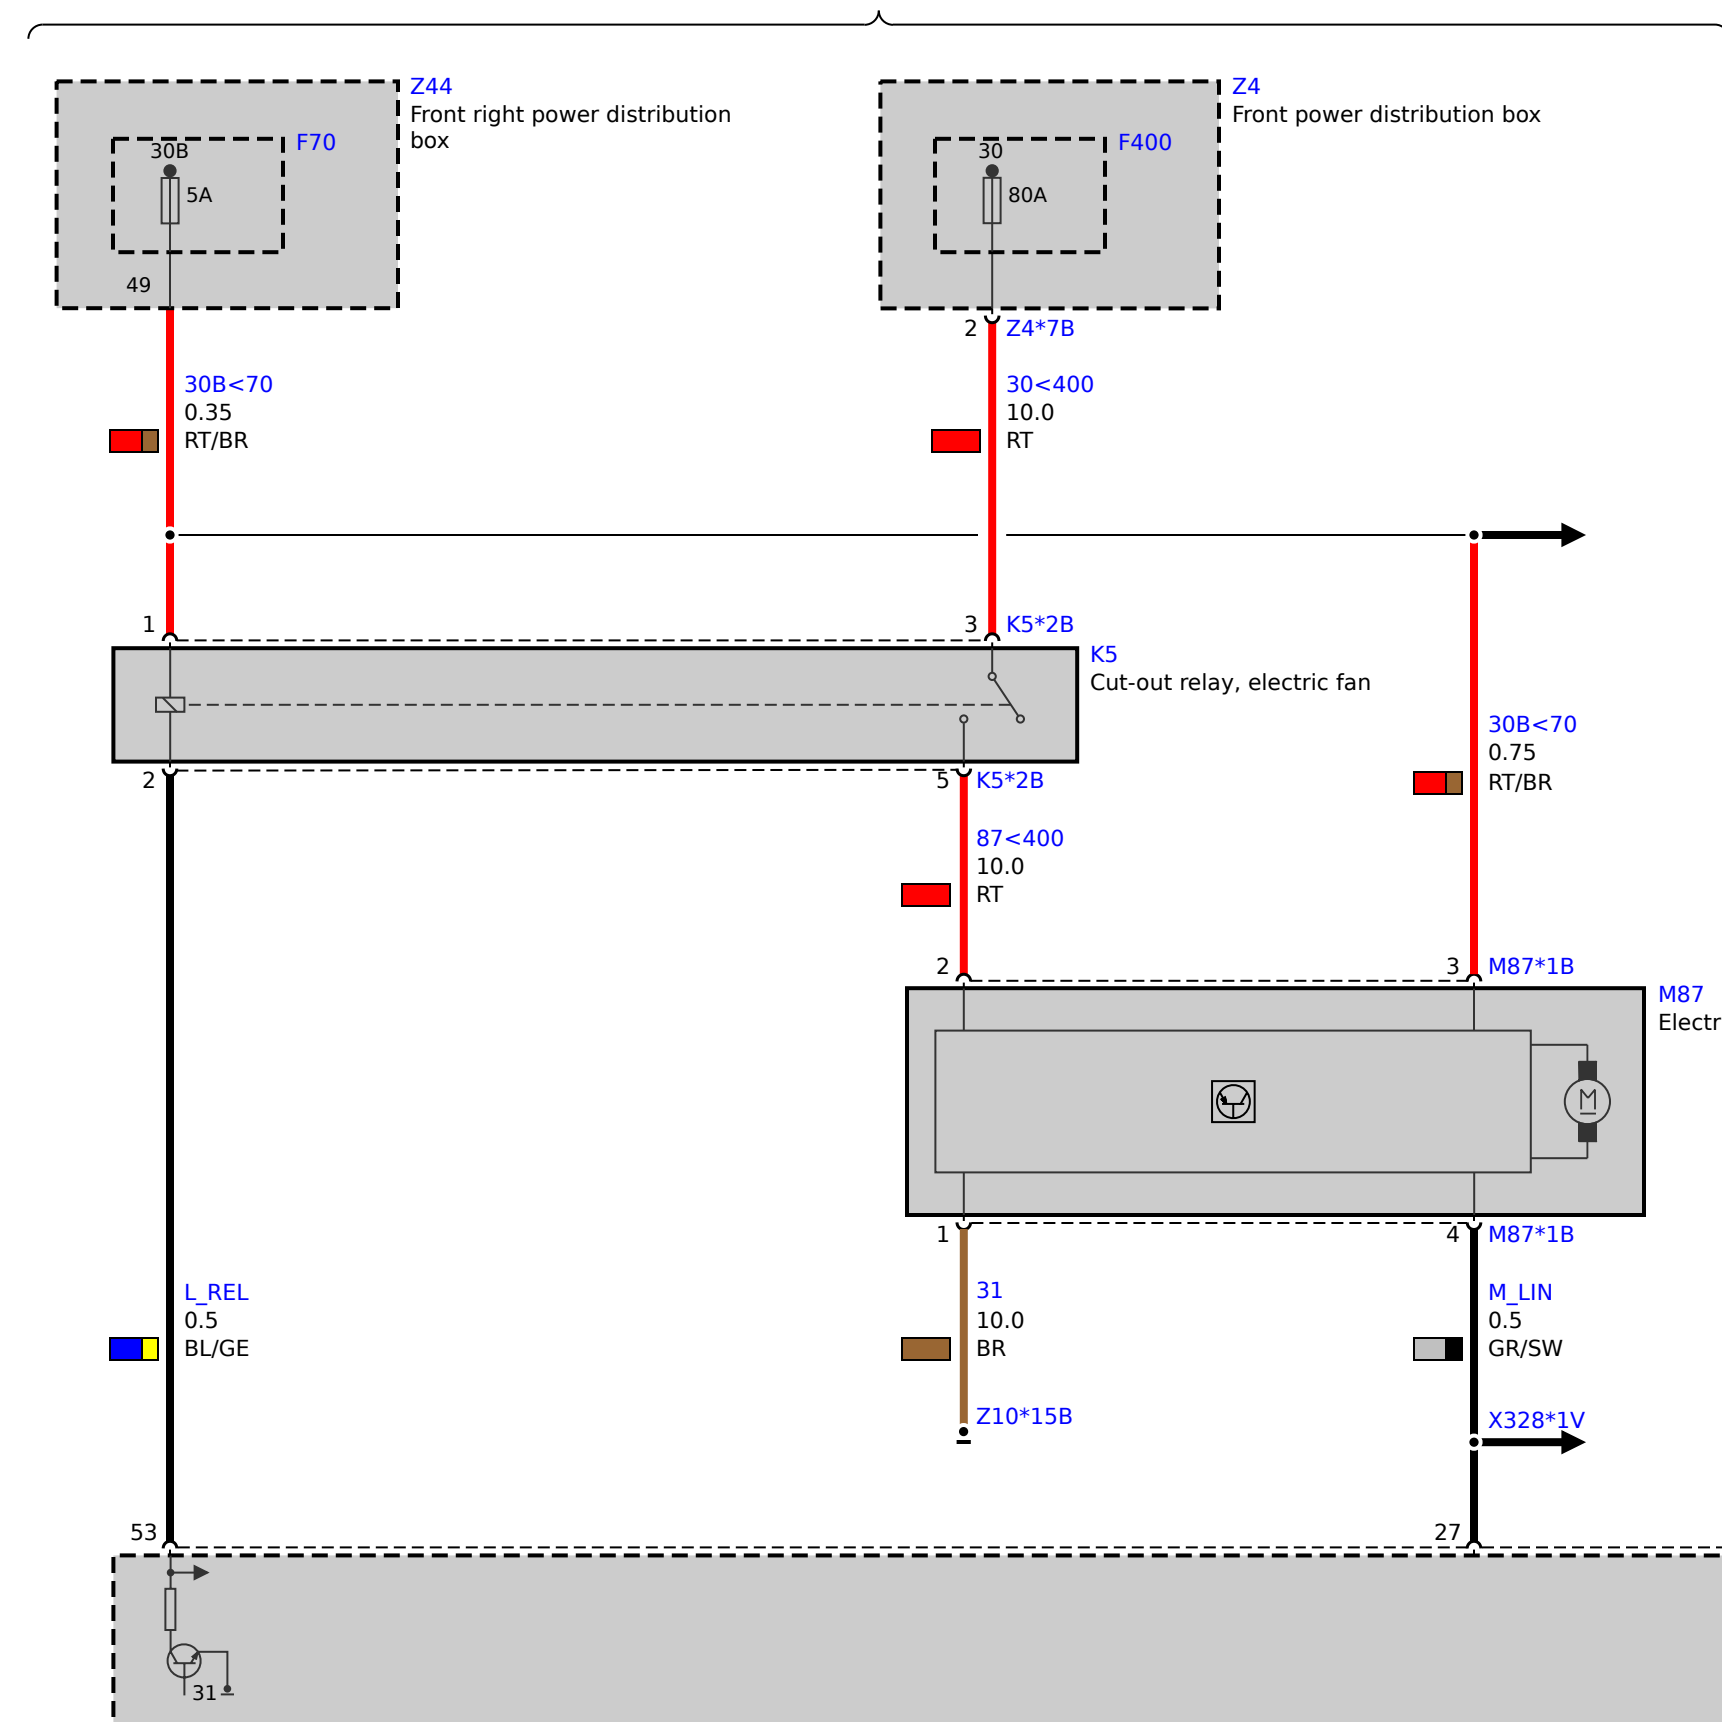 Z44
Front right power distribution
box
F70
30B
5A
49
Z4
Front power distribution box
F400
30
80A
2
Z4*7B
30B<70
0.35
RT/BR
30<400
10.0
RT
1
3
K5*2B
K5
Cut-out relay, electric fan
30B<70
0.75
RT/BR
2
5
K5*2B
87<400
10.0
RT
2
3
M87*1B
M87
Electr
M
1
4
M87*1B
L_REL
0.5
BL/GE
31
10.0
BR
M_LIN
0.5
GR/SW
Z10*15B
X328*1V
53
27
31